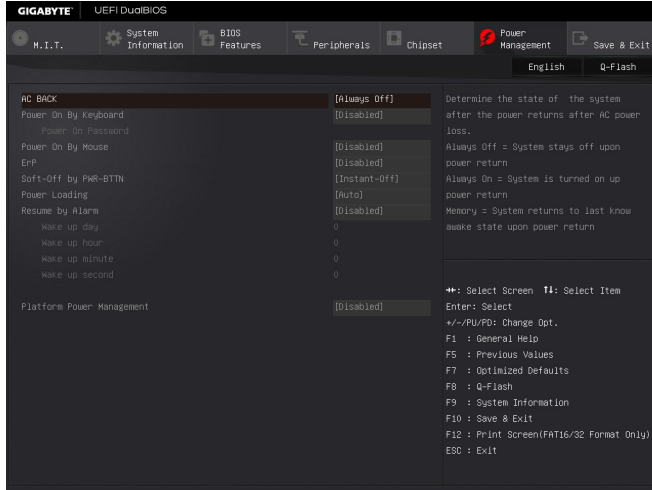 GIGABYTE™ UEFI DualBIOS
M.I.T.
System Information
BIOS Features
Peripherals
Chipset
Power Management
Save & Exit
English Q-Flash
AC BACK [Always Off]
Power On By Keyboard [Disabled]
Power On Password
Power On By Mouse [Disabled]
ErP [Disabled]
Soft-Off by PWR-BTTN [Instant-Off]
Power Loading [Auto]
Resume by Alarm [Disabled]
Wake up day 0
Wake up hour 0
Wake up minute 0
Wake up second 0
Platform Power Management [Disabled]
Determine the state of the system
after the power returns after AC power
loss.
Always Off = System stays off upon
power return
Always On = System is turned on up
power return
Memory = System returns to last know
awake state upon power return
→←: Select Screen ↑↓: Select Item
Enter: Select
+/-/PU/PD: Change Opt.
F1 : General Help
F5 : Previous Values
F7 : Optimized Defaults
F8 : Q-Flash
F9 : System Information
F10 : Save & Exit
F12 : Print Screen(FAT16/32 Format Only)
ESC : Exit